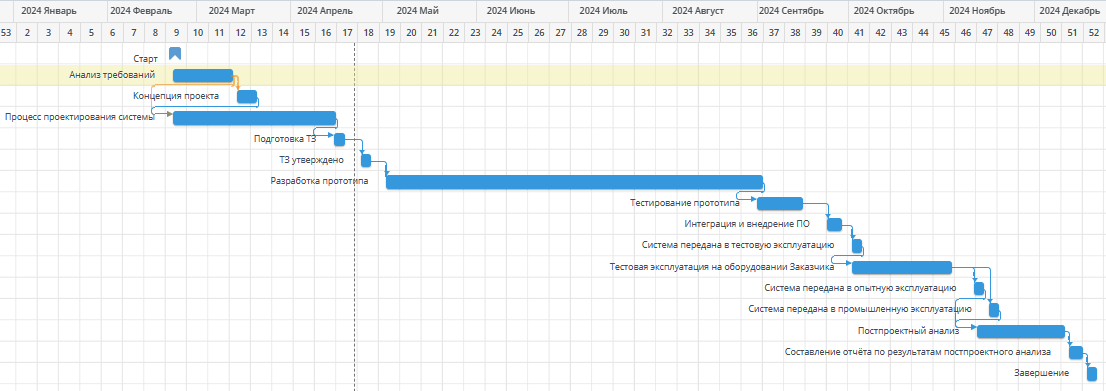 2024 Январь 2024 Февраль 2024 Март 2024 Апрель 2024 Май 2024 Июнь 2024 Июль 2024 Август 2024 Сентябрь 2024 Октябрь 2024 Ноябрь 2024 Декабрь
53 2 3 4 5 6 7 8 9 10 11 12 13 14 15 16 17 18 19 20 21 22 23 24 25 26 27 28 29 30 31 32 33 34 35 36 37 38 39 40 41 42 43 44 45 46 47 48 49 50 51 52
Старт
Анализ требований
Концепция проекта
Процесс проектирования системы
Подготовка ТЗ
ТЗ утверждено
Разработка прототипа
Тестирование прототипа
Интеграция и внедрение ПО
Система передана в тестовую эксплуатацию
Тестовая эксплуатация на оборудовании Заказчика
Система передана в опытную эксплуатацию
Система передана в промышленную эксплуатацию
Постпроектный анализ
Составление отчёта по результатам постпроектного анализа
Завершение